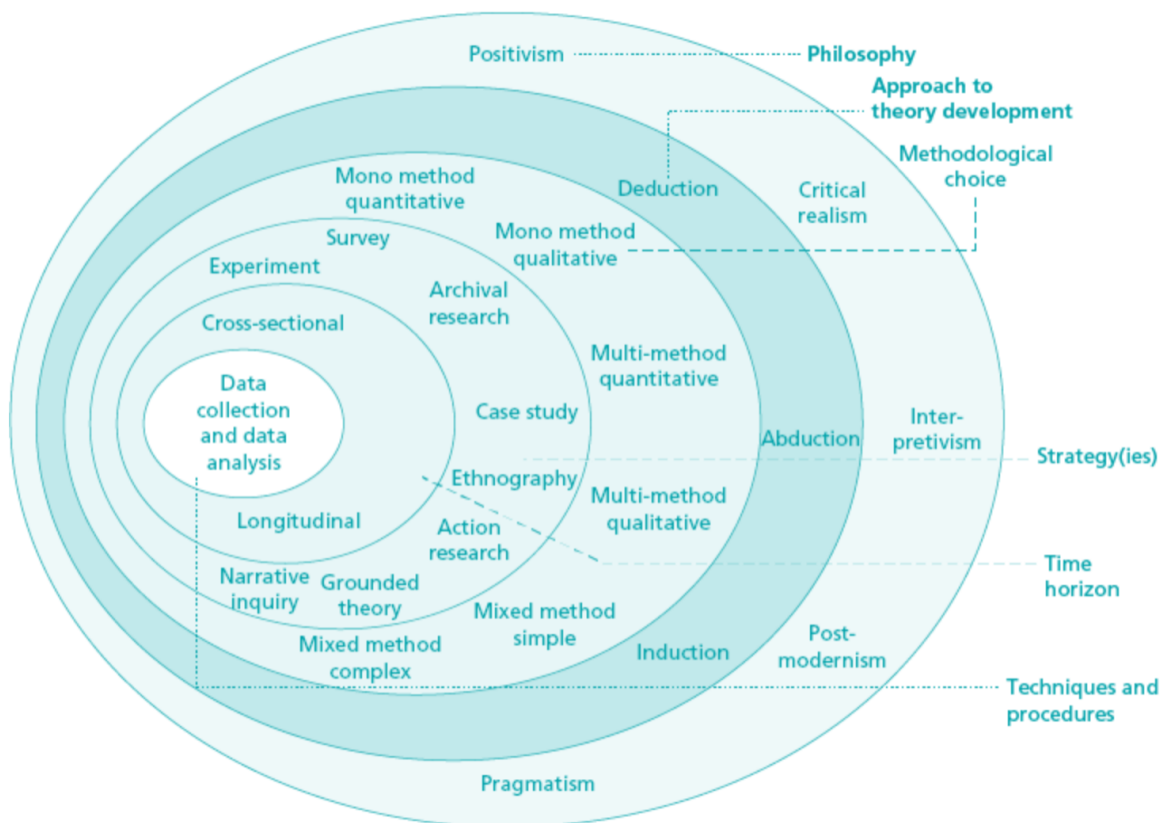 Positivism
Philosophy
Approach to
theory development
Methodological
choice
Mono method
quantitative
Deduction
Critical
realism
Survey
Mono method
qualitative
Experiment
Archival
research
Cross-sectional
Multi-method
quantitative
Data
collection
and data
analysis
Case study
Abduction
Inter-
pretivism
Strategy(ies)
Ethnography
Multi-method
qualitative
Longitudinal
Action
research
Time
horizon
Narrative
inquiry
Grounded
theory
Mixed method
simple
Mixed method
complex
Induction
Post-
modernism
Techniques and
procedures
Pragmatism